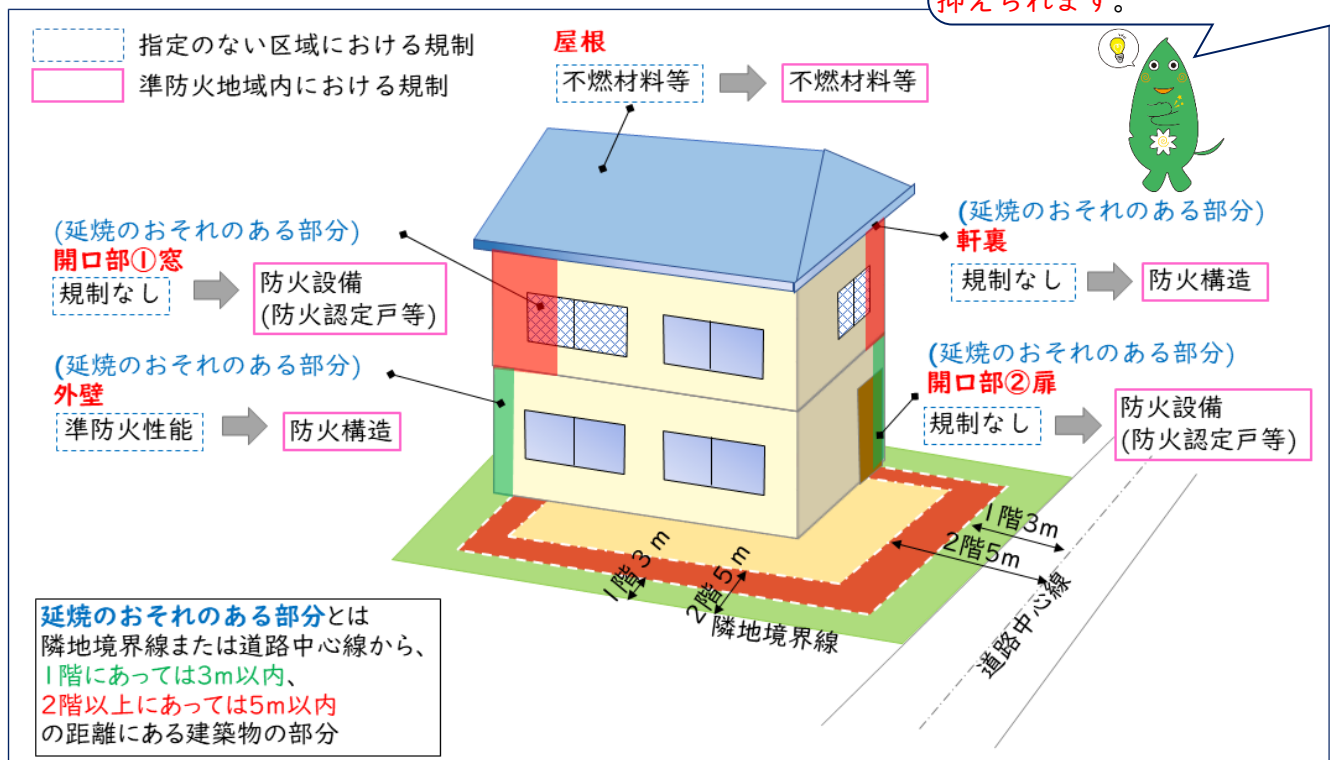 抑えられます。
指定のない区域における規制
準防火地域内における規制
屋根
不燃材料等
不燃材料等
(延焼のおそれのある部分)
開口部①窓
規制なし
防火設備
(防火認定戸等)
(延焼のおそれのある部分)
軒裏
規制なし
防火構造
(延焼のおそれのある部分)
外壁
準防火性能
防火構造
(延焼のおそれのある部分)
開口部②扉
規制なし
防火設備
(防火認定戸等)
1階3m
2階5m
1階3m
2階5m
隣地境界線
道路中心線
延焼のおそれのある部分とは
隣地境界線または道路中心線から、
1階にあっては3m以内、
2階以上にあっては5m以内
の距離にある建築物の部分